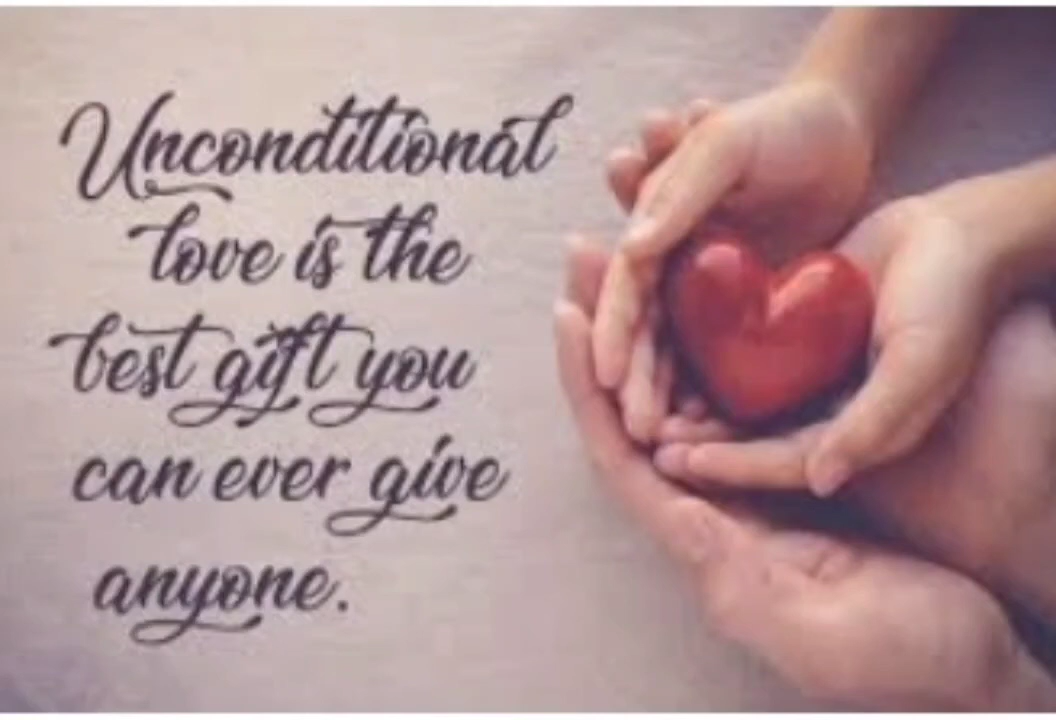 Unconditional
love is the
best gift you
can ever give
anyone.